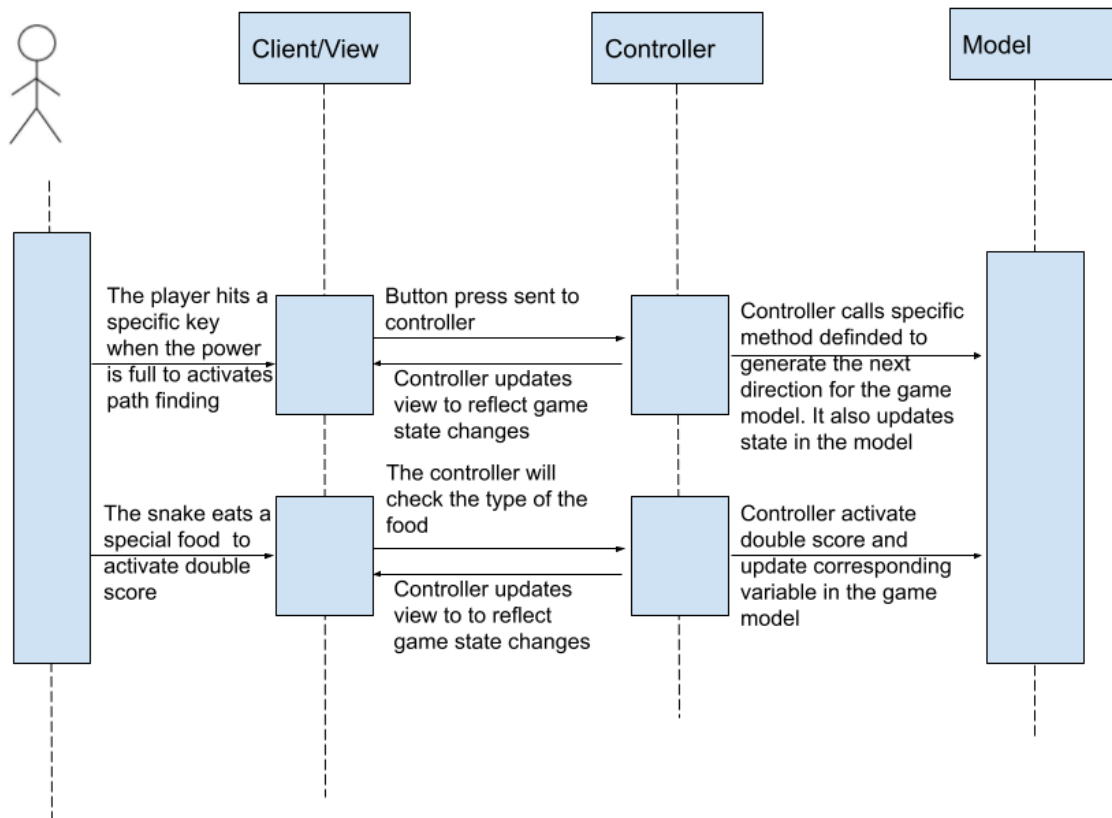 Client/View
Controller
Model
The player hits a
specific key
when the power
is full to activates
path finding
Button press sent to
controller
Controller updates
view to reflect game
state changes
Controller calls specific
method definded to
generate the next
direction for the game
model. It also updates
state in the model
The snake eats a
special food to
activate double
score
The controller will
check the type of the
food
Controller updates
view to to reflect
game state changes
Controller activate
double score and
update corresponding
variable in the game
model